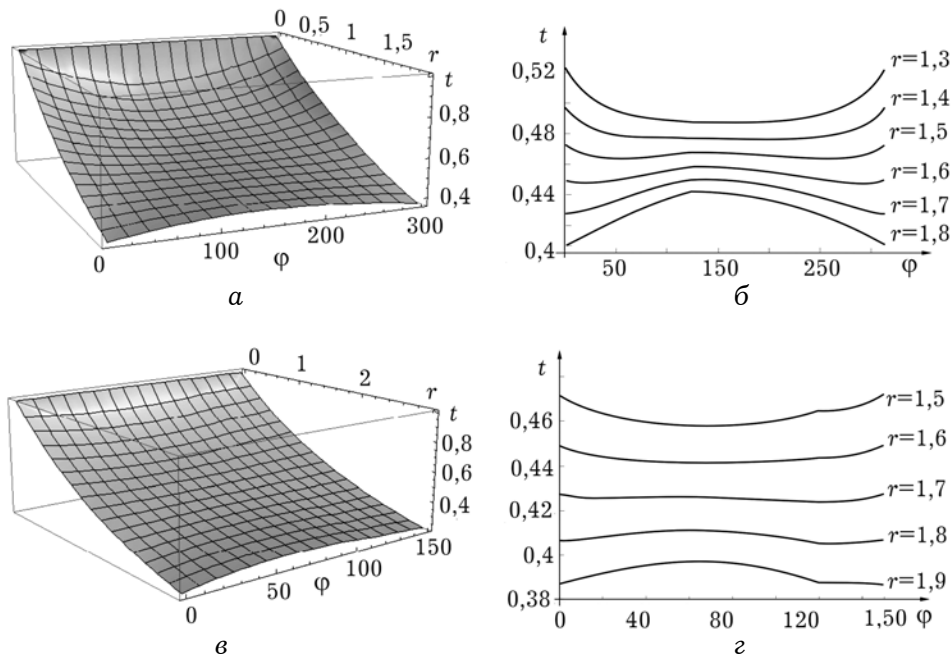 0 0,5 1 1,5 r
t
0,8
0,6
0,4
0 100 200 300
φ
а
t
0,52
0,48
0,44
0,4
50 150 250 φ
r=1,3
r=1,4
r=1,5
r=1,6
r=1,7
r=1,8
б
0 1 2 r
t
0,8
0,6
0,4
0 50 100 150
φ
в
t
0,46
0,44
0,42
0,4
0,38
0 40 80 120 1,50 φ
r=1,5
r=1,6
r=1,7
r=1,8
r=1,9
г